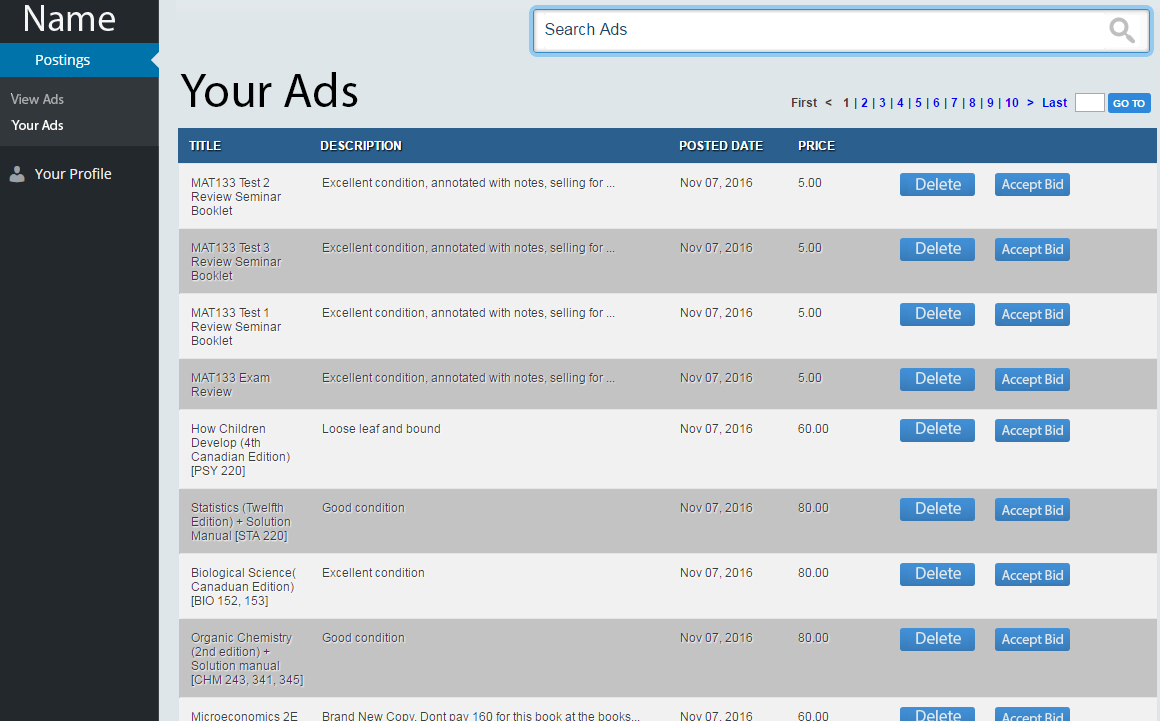 Name
Postings
View Ads
Your Ads
Your Profile
Search Ads
Your Ads
First < 1 | 2 | 3 | 4 | 5 | 6 | 7 | 8 | 9 | 10 > Last GO TO
TITLE DESCRIPTION POSTED DATE PRICE
MAT133 Test 2 Excellent condition, annotated with notes, selling for ... Nov 07, 2016 5.00 Delete Accept Bid
Review Seminar
Booklet
MAT133 Test 3 Excellent condition, annotated with notes, selling for ... Nov 07, 2016 5.00 Delete Accept Bid
Review Seminar
Booklet
MAT133 Test 1 Excellent condition, annotated with notes, selling for ... Nov 07, 2016 5.00 Delete Accept Bid
Review Seminar
Booklet
MAT133 Exam Excellent condition, annotated with notes, selling for ... Nov 07, 2016 5.00 Delete Accept Bid
Review
How Children Loose leaf and bound Nov 07, 2016 60.00 Delete Accept Bid
Develop (4th
Canadian Edition)
[PSY 220]
Statistics (Twelfth Good condition Nov 07, 2016 80.00 Delete Accept Bid
Edition) + Solution
Manual [STA 220]
Biological Science( Excellent condition Nov 07, 2016 80.00 Delete Accept Bid
Canaduan Edition)
[BIO 152, 153]
Organic Chemistry Good condition Nov 07, 2016 80.00 Delete Accept Bid
(2nd edition) +
Solution manual
[CHM 243, 341, 345]
Microeconomics 2E Brand New Copy. Dont pay 160 for this book at the books... Nov 07, 2016 60.00 Delete Accept Bid